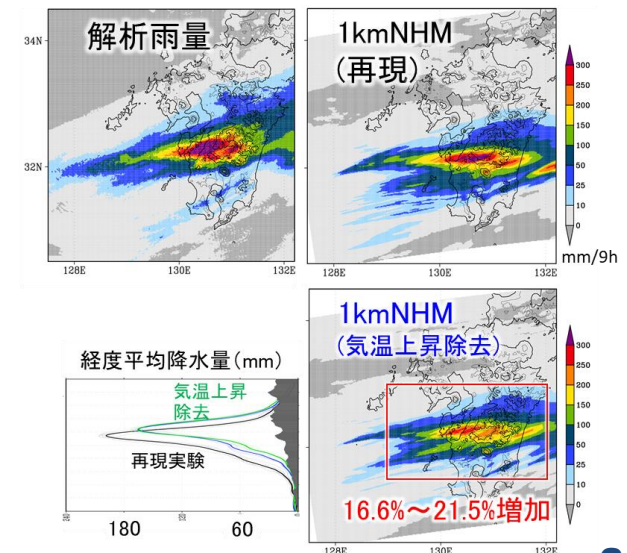 解析雨量
34N
32N
128E
130E
132E
1kmNHM
(再現)
128E
130E
132E
300
250
200
150
100
50
25
10
0
mm/9h
経度平均降水量(mm)
気温上昇
除去
再現実験
180
60
1kmNHM
(気温上昇除去)
16.6%～21.5%増加
128E
130E
132E
300
250
200
150
100
50
25
10
0